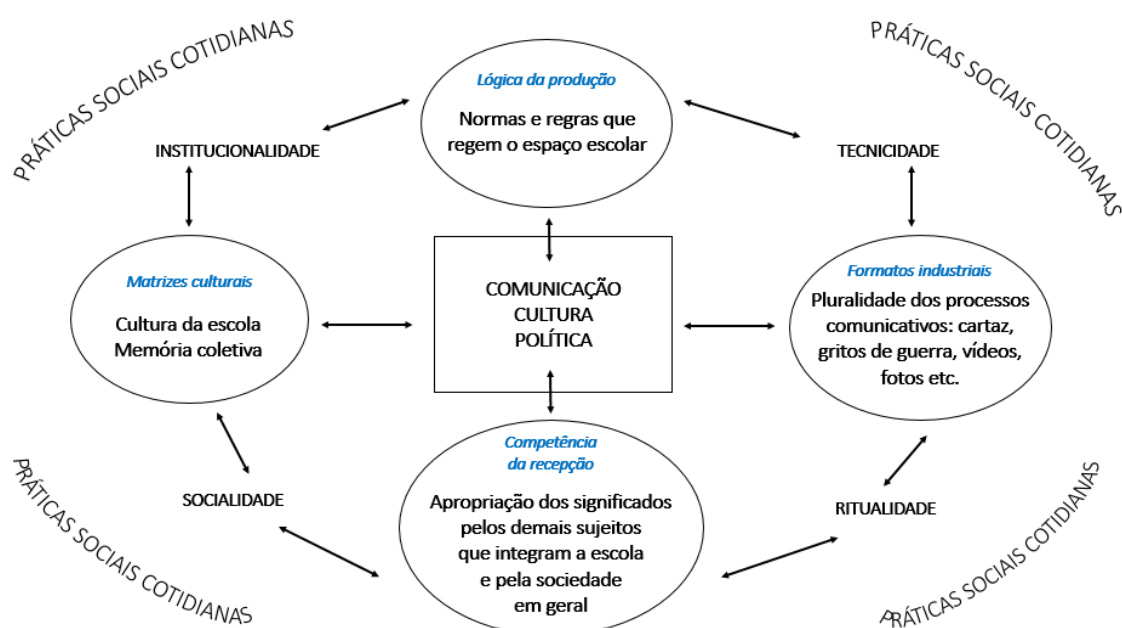 PRÁTICAS SOCIAIS COTIDIANAS
PRÁTICAS SOCIAIS COTIDIANAS
Lógica da produção
Normas e regras que
regem o espaço escolar
INSTITUCIONALIDADE
TECNICIDADE
Matrizes culturais
Cultura da escola
Memória coletiva
COMUNICAÇÃO
CULTURA
POLÍTICA
Formatos industriais
Pluralidade dos processos
comunicativos: cartaz,
gritos de guerra, vídeos,
fotos etc.
SOCIALIDADE
Competência
da recepção
Apropriação dos significados
pelos demais sujeitos
que integram a escola
e pela sociedade
em geral
RITUALIDADE
PRÁTICAS SOCIAIS COTIDIANAS
PRÁTICAS SOCIAIS COTIDIANAS